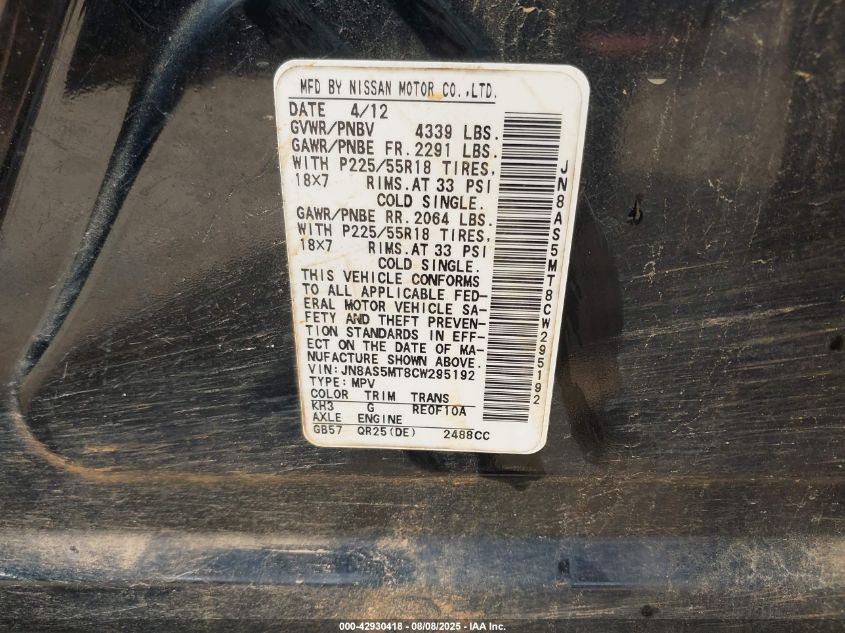 MFD BY NISSAN MOTOR CO.,LTD.
DATE 4/12
GVWR/PNBV 4339 LBS.
GAWR/PNBE FR.2291 LBS.
WITH P225/55R18 TIRES,
18X7 RIMS.AT 33 PSI
COLD SINGLE.
GAWR/PNBE RR.2064 LBS.
WITH P225/55R18 TIRES,
18X7 RIMS.AT 33 PSI
COLD SINGLE.
THIS VEHICLE CONFORMS
TO ALL APPLICABLE FED-
ERAL MOTOR VEHICLE SA-
FETY AND THEFT PREVEN-
TION STANDARDS IN EFF-
ECT ON THE DATE OF MA-
NUFACTURE SHOWN ABOVE.
VIN: JN8AS5MT8CW295192
TYPE: MPV
COLOR TRIM TRANS
KH3 G RE0F10A
AXLE ENGINE
GB57 QR25(DE) 2488CC
JN8AS5MT8CW295192
000-42930418 - 08/08/2025 - IAA Inc.